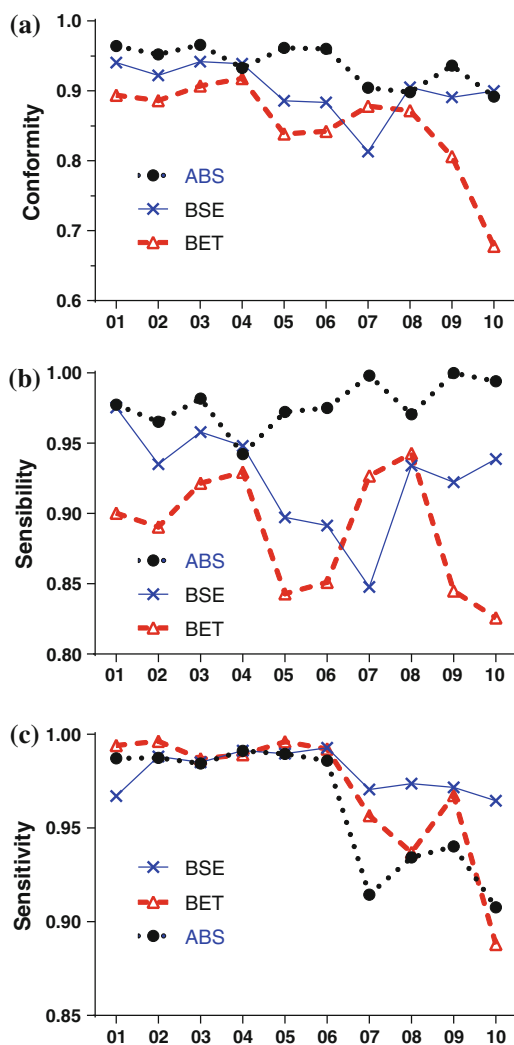 (a)
1.0
0.9
0.8
0.7
0.6
Conformity
ABS
BSE
BET
01 02 03 04 05 06 07 08 09 10
(b)
1.00
0.95
0.90
0.85
0.80
Sensibility
ABS
BSE
BET
01 02 03 04 05 06 07 08 09 10
(c)
1.00
0.95
0.90
0.85
Sensitivity
BSE
BET
ABS
01 02 03 04 05 06 07 08 09 10